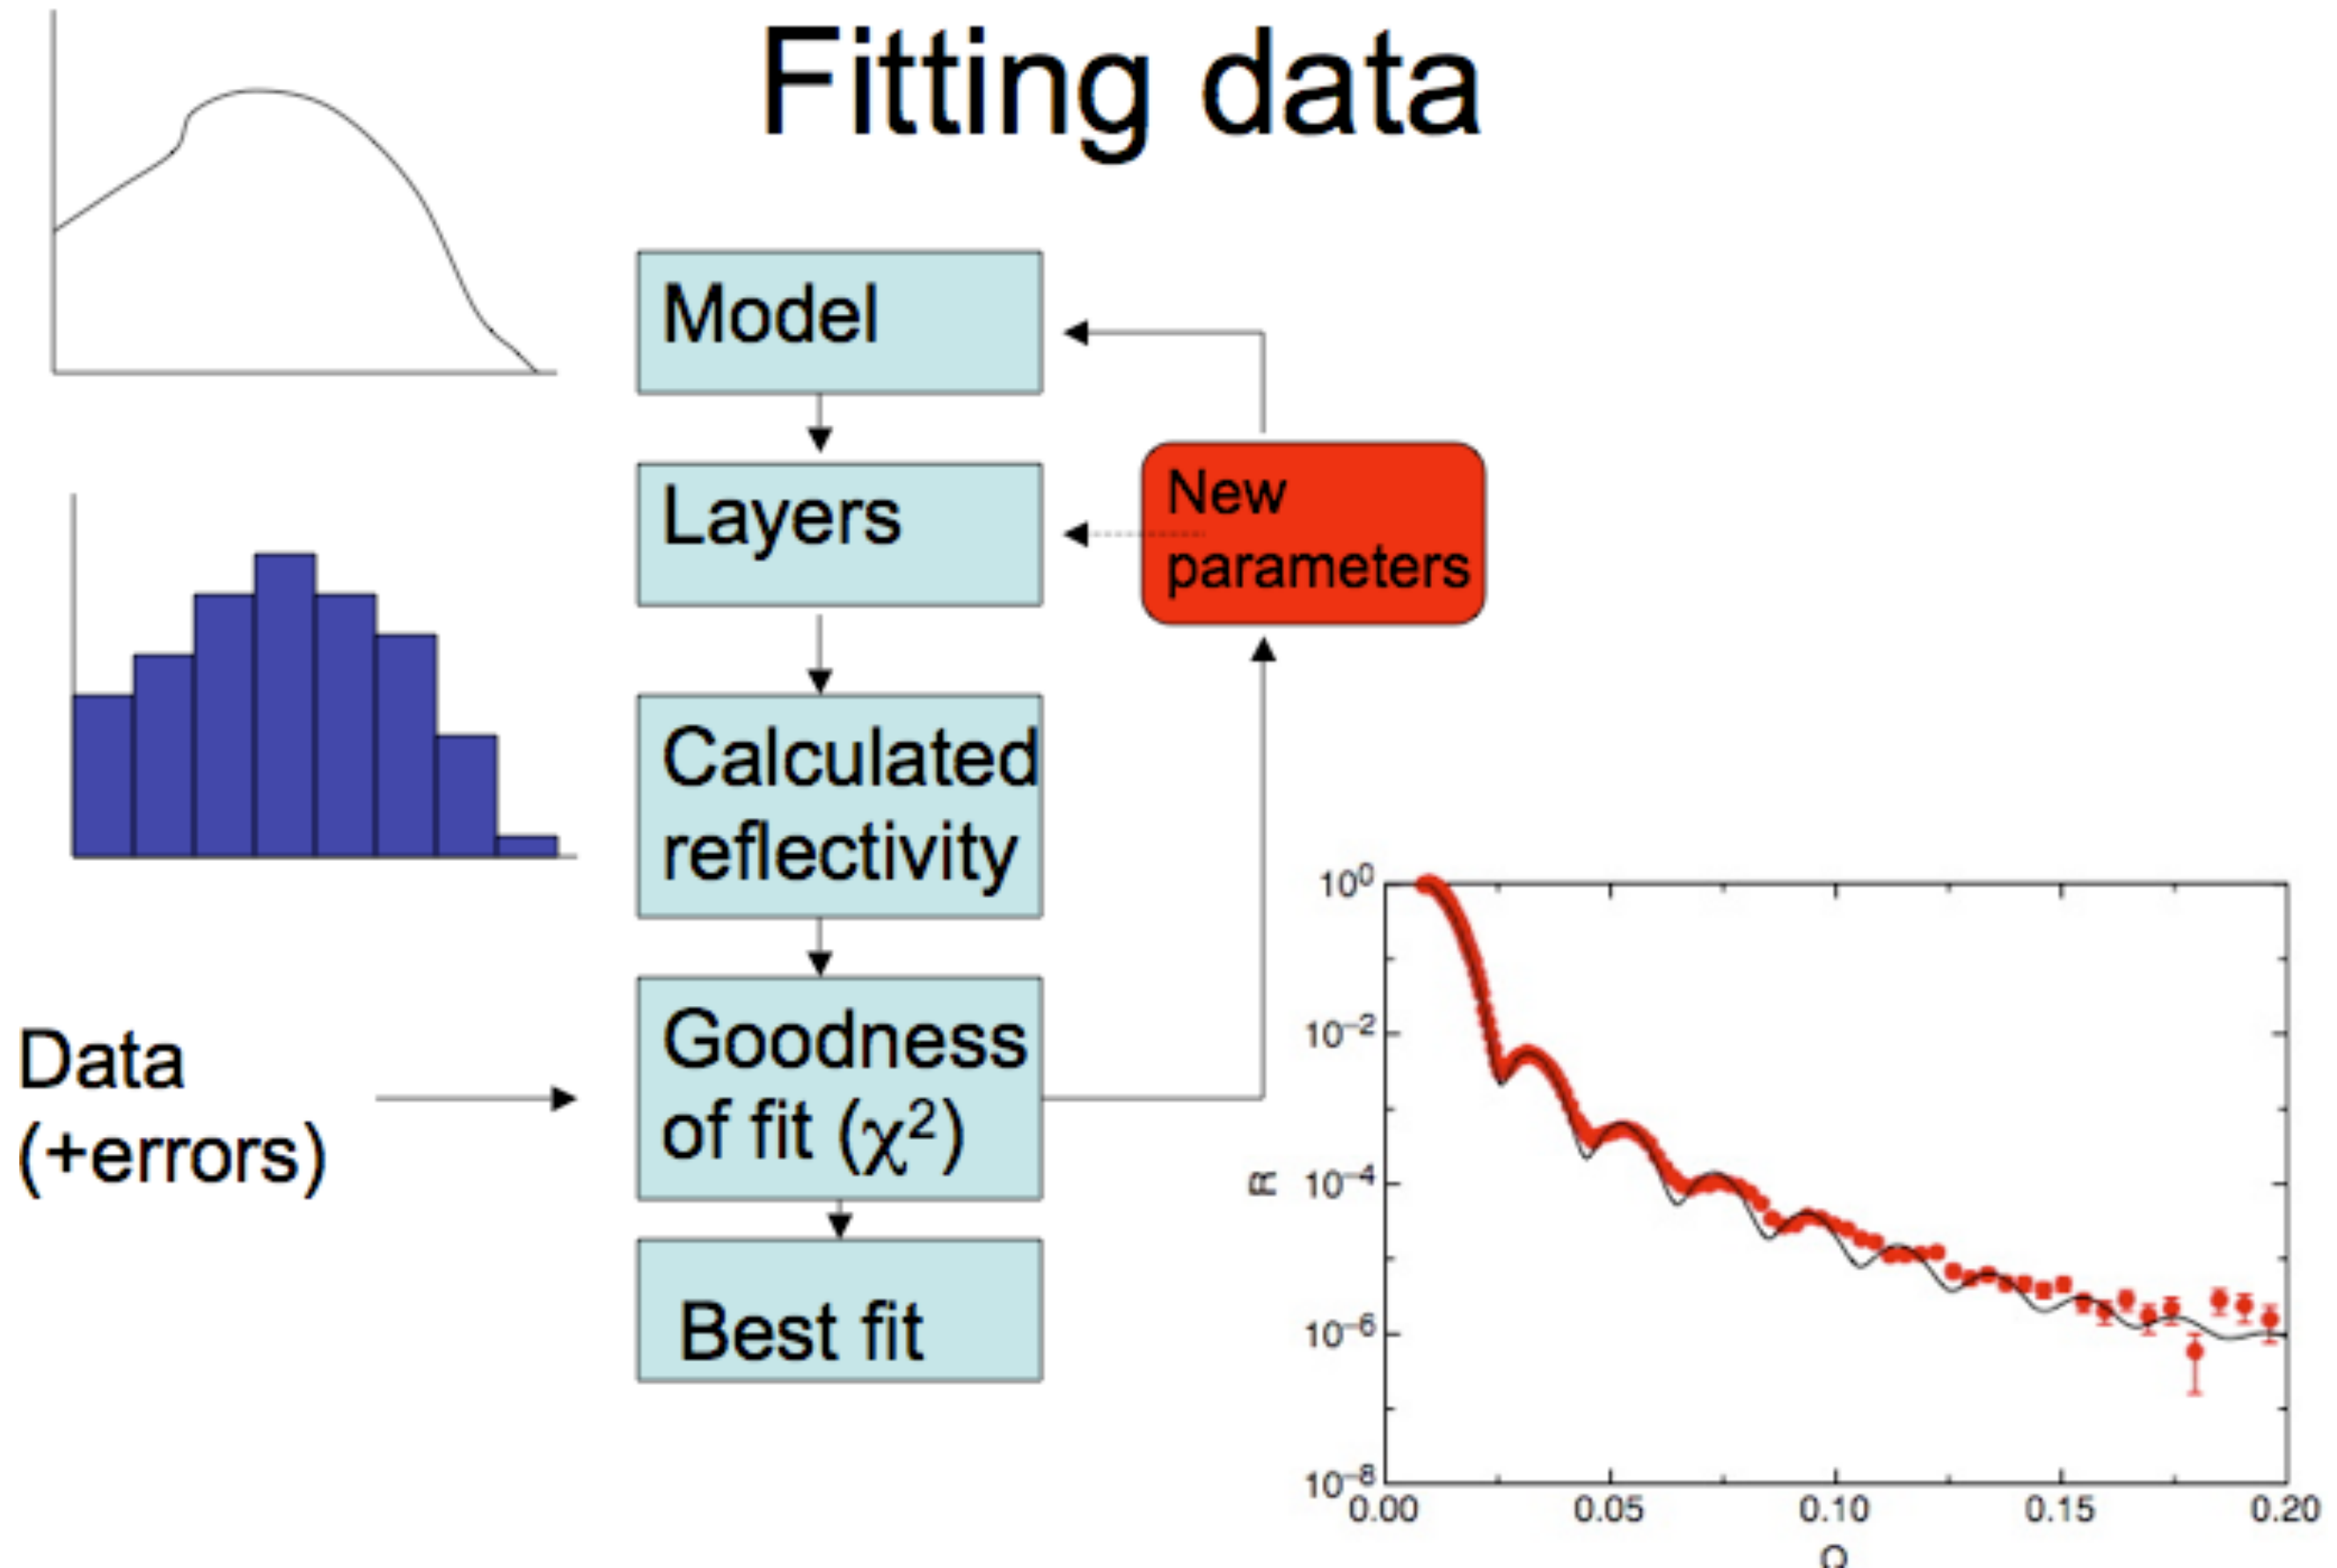 Fitting data
Model
Layers
New
parameters
Calculated
reflectivity
Data
(+errors)
Goodness
of fit (χ²)
Best fit
10⁰
10⁻²
10⁻⁴
10⁻⁶
10⁻⁸
R
0.00 0.05 0.10 0.15 0.20
Q